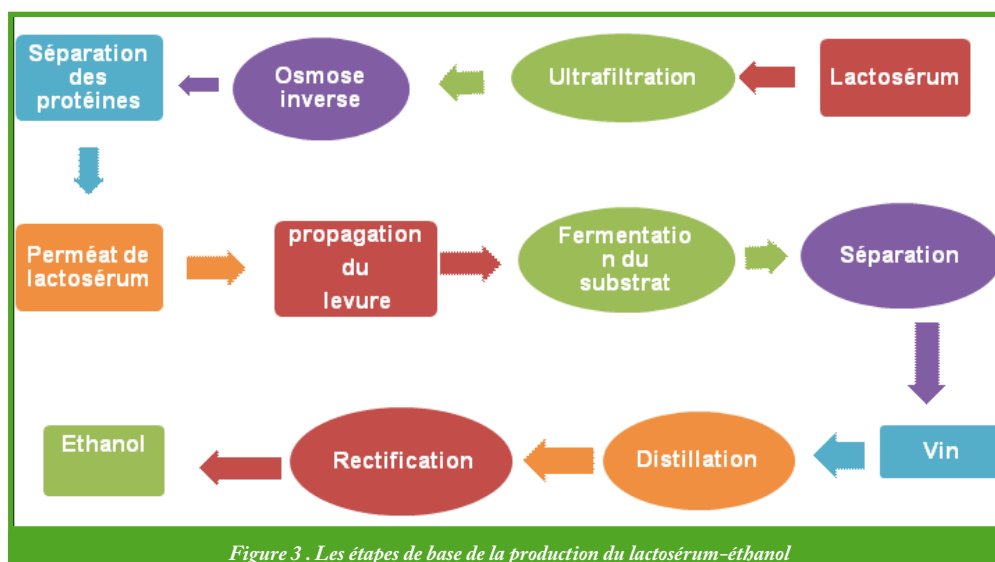 Séparation
des
protéines
Osmose
inverse
Ultrafiltration
Lactosérum
Perméat de
lactosérum
propagation
du
levure
Fermentatio
n du
substrat
Séparation
Ethanol
Rectification
Distillation
Vin
Figure 3 . Les étapes de base de la production du lactosérum-éthanol